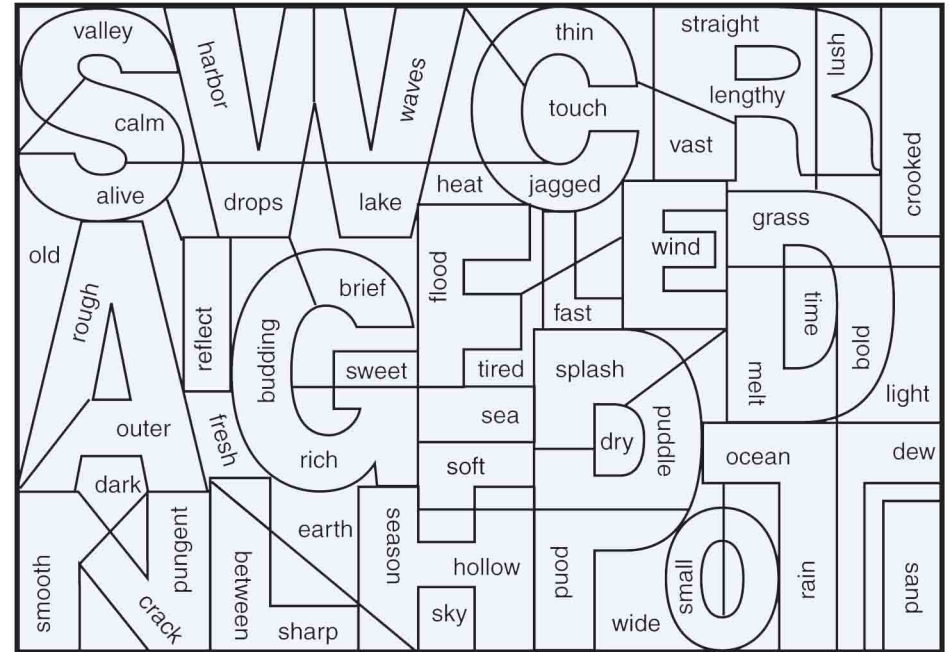 valley
harbor
waves
thin
straight
lush
lengthy
touch
calm
vast
crooked
heat
jagged
alive
drops
lake
grass
old
wind
flood
brief
rough
fast
time
reflect
budding
bold
sweet
tired
splash
melt
light
sea
outer
fresh
puddle
dry
rich
soft
ocean
dew
dark
earth
pungent
season
hollow
pond
small
rain
sand
smooth
between
crack
sky
wide
sharp
S
W
C
R
A
G
F
L
E
D
P
N
L
H
O
T
I